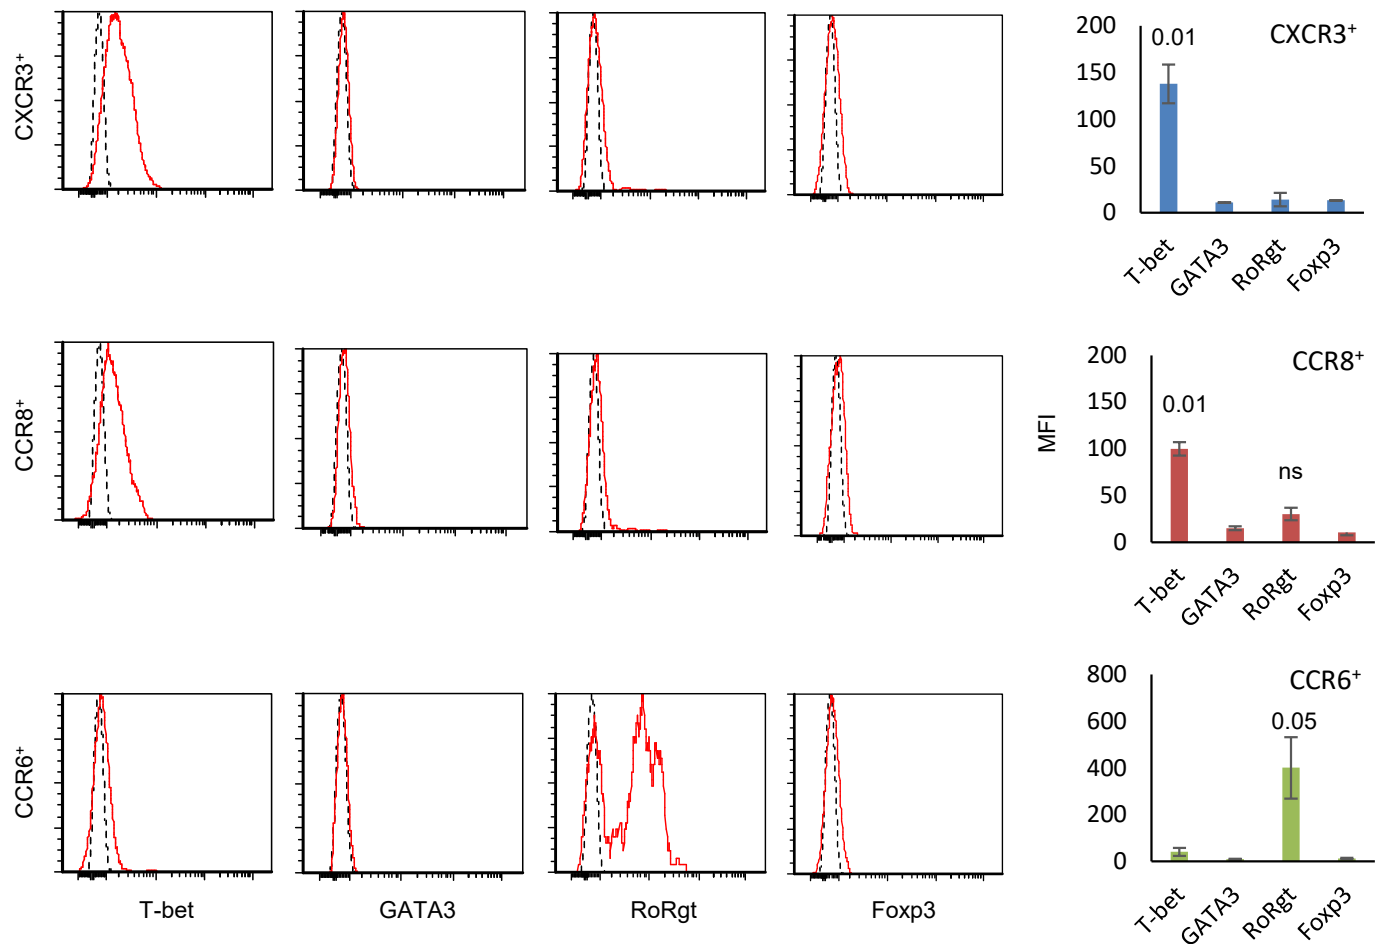 CXCR3⁺
200
150
100
50
0
0.01
CXCR3⁺
T-bet
GATA3
RoRgt
Foxp3
CCR8⁺
MFI
200
150
100
50
0
0.01
ns
CCR8⁺
T-bet
GATA3
RoRgt
Foxp3
CCR6⁺
800
600
400
200
0
0.05
CCR6⁺
T-bet
GATA3
RoRgt
Foxp3
T-bet
GATA3
RoRgt
Foxp3